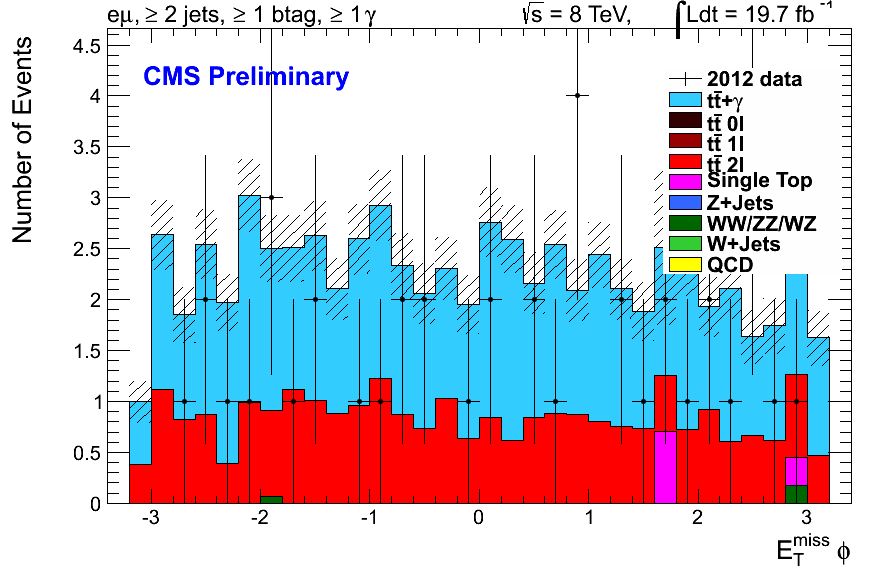 eμ, ≥ 2 jets, ≥ 1 btag, ≥ 1 γ
√s = 8 TeV, ∫Ldt = 19.7 fb⁻¹
CMS Preliminary
Number of Events
4.5
4
3.5
3
2.5
2
1.5
1
0.5
0
2012 data
tt̄+γ
tt̄ 0l
tt̄ 1l
tt̄ 2l
Single Top
Z+Jets
WW/ZZ/WZ
W+Jets
QCD
-3 -2 -1 0 1 2 3
E_T^miss ϕ